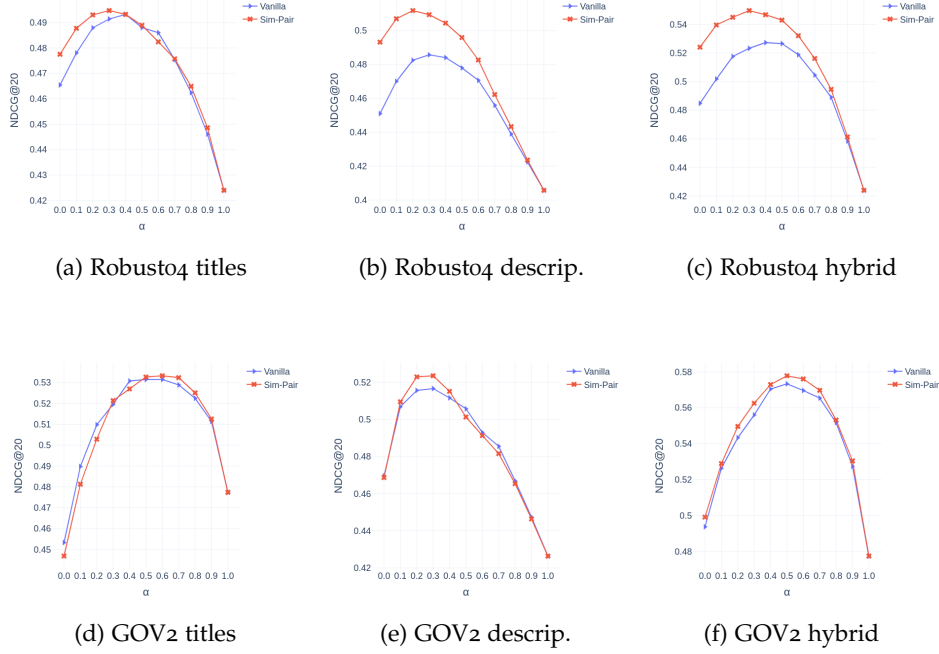 Vanilla
Sim-Pair
NDCG@20
0.49
0.48
0.47
0.46
0.45
0.44
0.43
0.42
0.0 0.1 0.2 0.3 0.4 0.5 0.6 0.7 0.8 0.9 1.0
α
(a) Robust04 titles
Vanilla
Sim-Pair
NDCG@20
0.5
0.48
0.46
0.44
0.42
0.4
0.0 0.1 0.2 0.3 0.4 0.5 0.6 0.7 0.8 0.9 1.0
α
(b) Robust04 descrip.
Vanilla
Sim-Pair
NDCG@20
0.54
0.52
0.5
0.48
0.46
0.44
0.42
0.0 0.1 0.2 0.3 0.4 0.5 0.6 0.7 0.8 0.9 1.0
α
(c) Robust04 hybrid
Vanilla
Sim-Pair
NDCG@20
0.53
0.52
0.51
0.5
0.49
0.48
0.47
0.46
0.45
0.0 0.1 0.2 0.3 0.4 0.5 0.6 0.7 0.8 0.9 1.0
α
(d) GOV2 titles
Vanilla
Sim-Pair
NDCG@20
0.52
0.5
0.48
0.46
0.44
0.42
0.0 0.1 0.2 0.3 0.4 0.5 0.6 0.7 0.8 0.9 1.0
α
(e) GOV2 descrip.
Vanilla
Sim-Pair
NDCG@20
0.58
0.56
0.54
0.52
0.5
0.48
0.0 0.1 0.2 0.3 0.4 0.5 0.6 0.7 0.8 0.9 1.0
α
(f) GOV2 hybrid